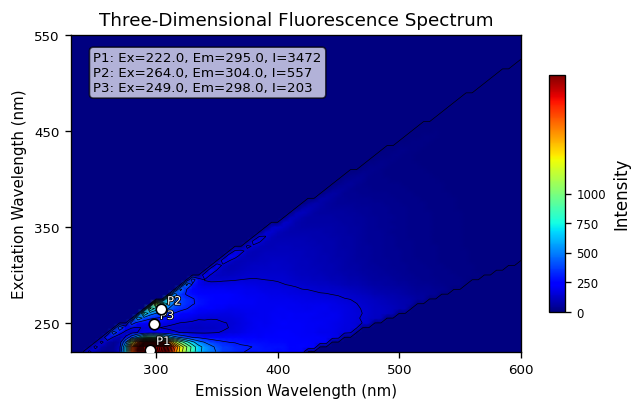 Three-Dimensional Fluorescence Spectrum
P1: Ex=222.0, Em=295.0, I=3472
P2: Ex=264.0, Em=304.0, I=557
P3: Ex=249.0, Em=298.0, I=203
550
450
350
250
Excitation Wavelength (nm)
P2
P3
P1
300
400
500
600
Emission Wavelength (nm)
1000
750
500
250
0
Intensity